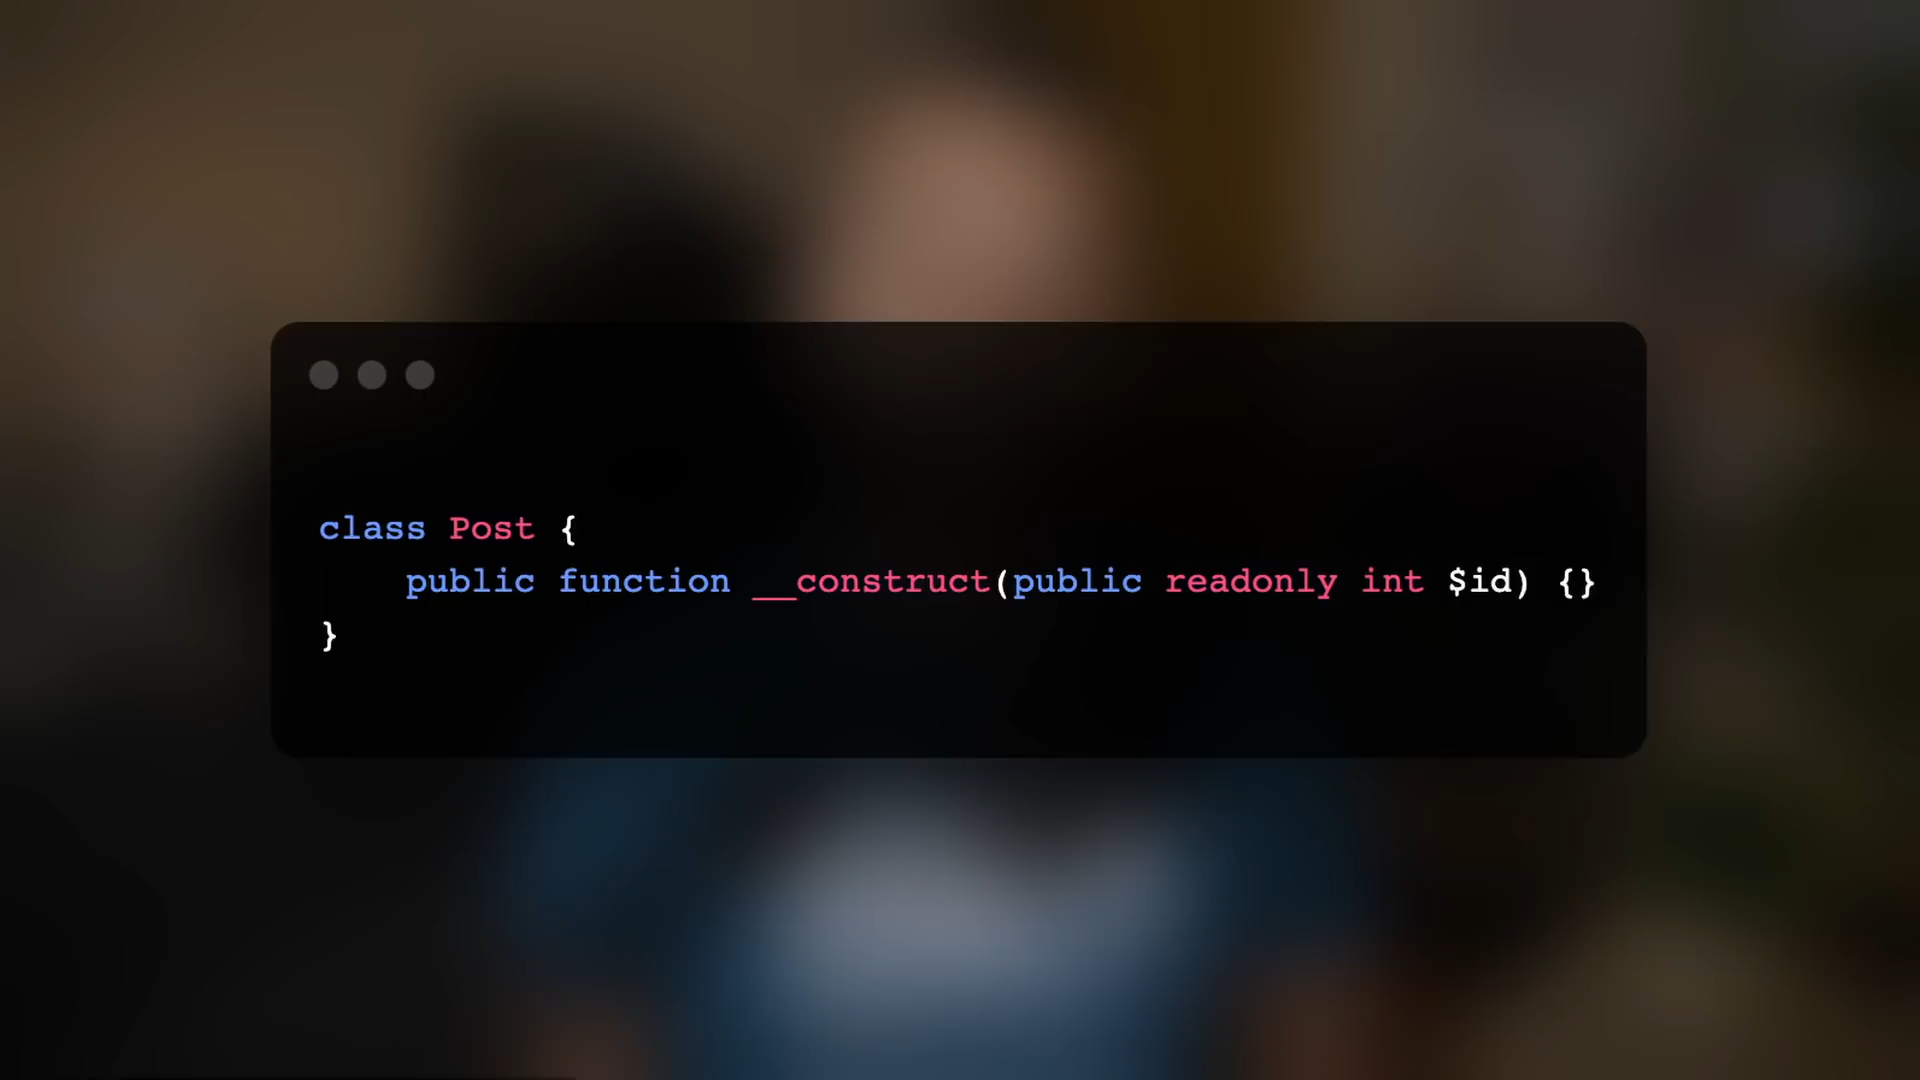 class Post {
    public function __construct(public readonly int $id) {}
}